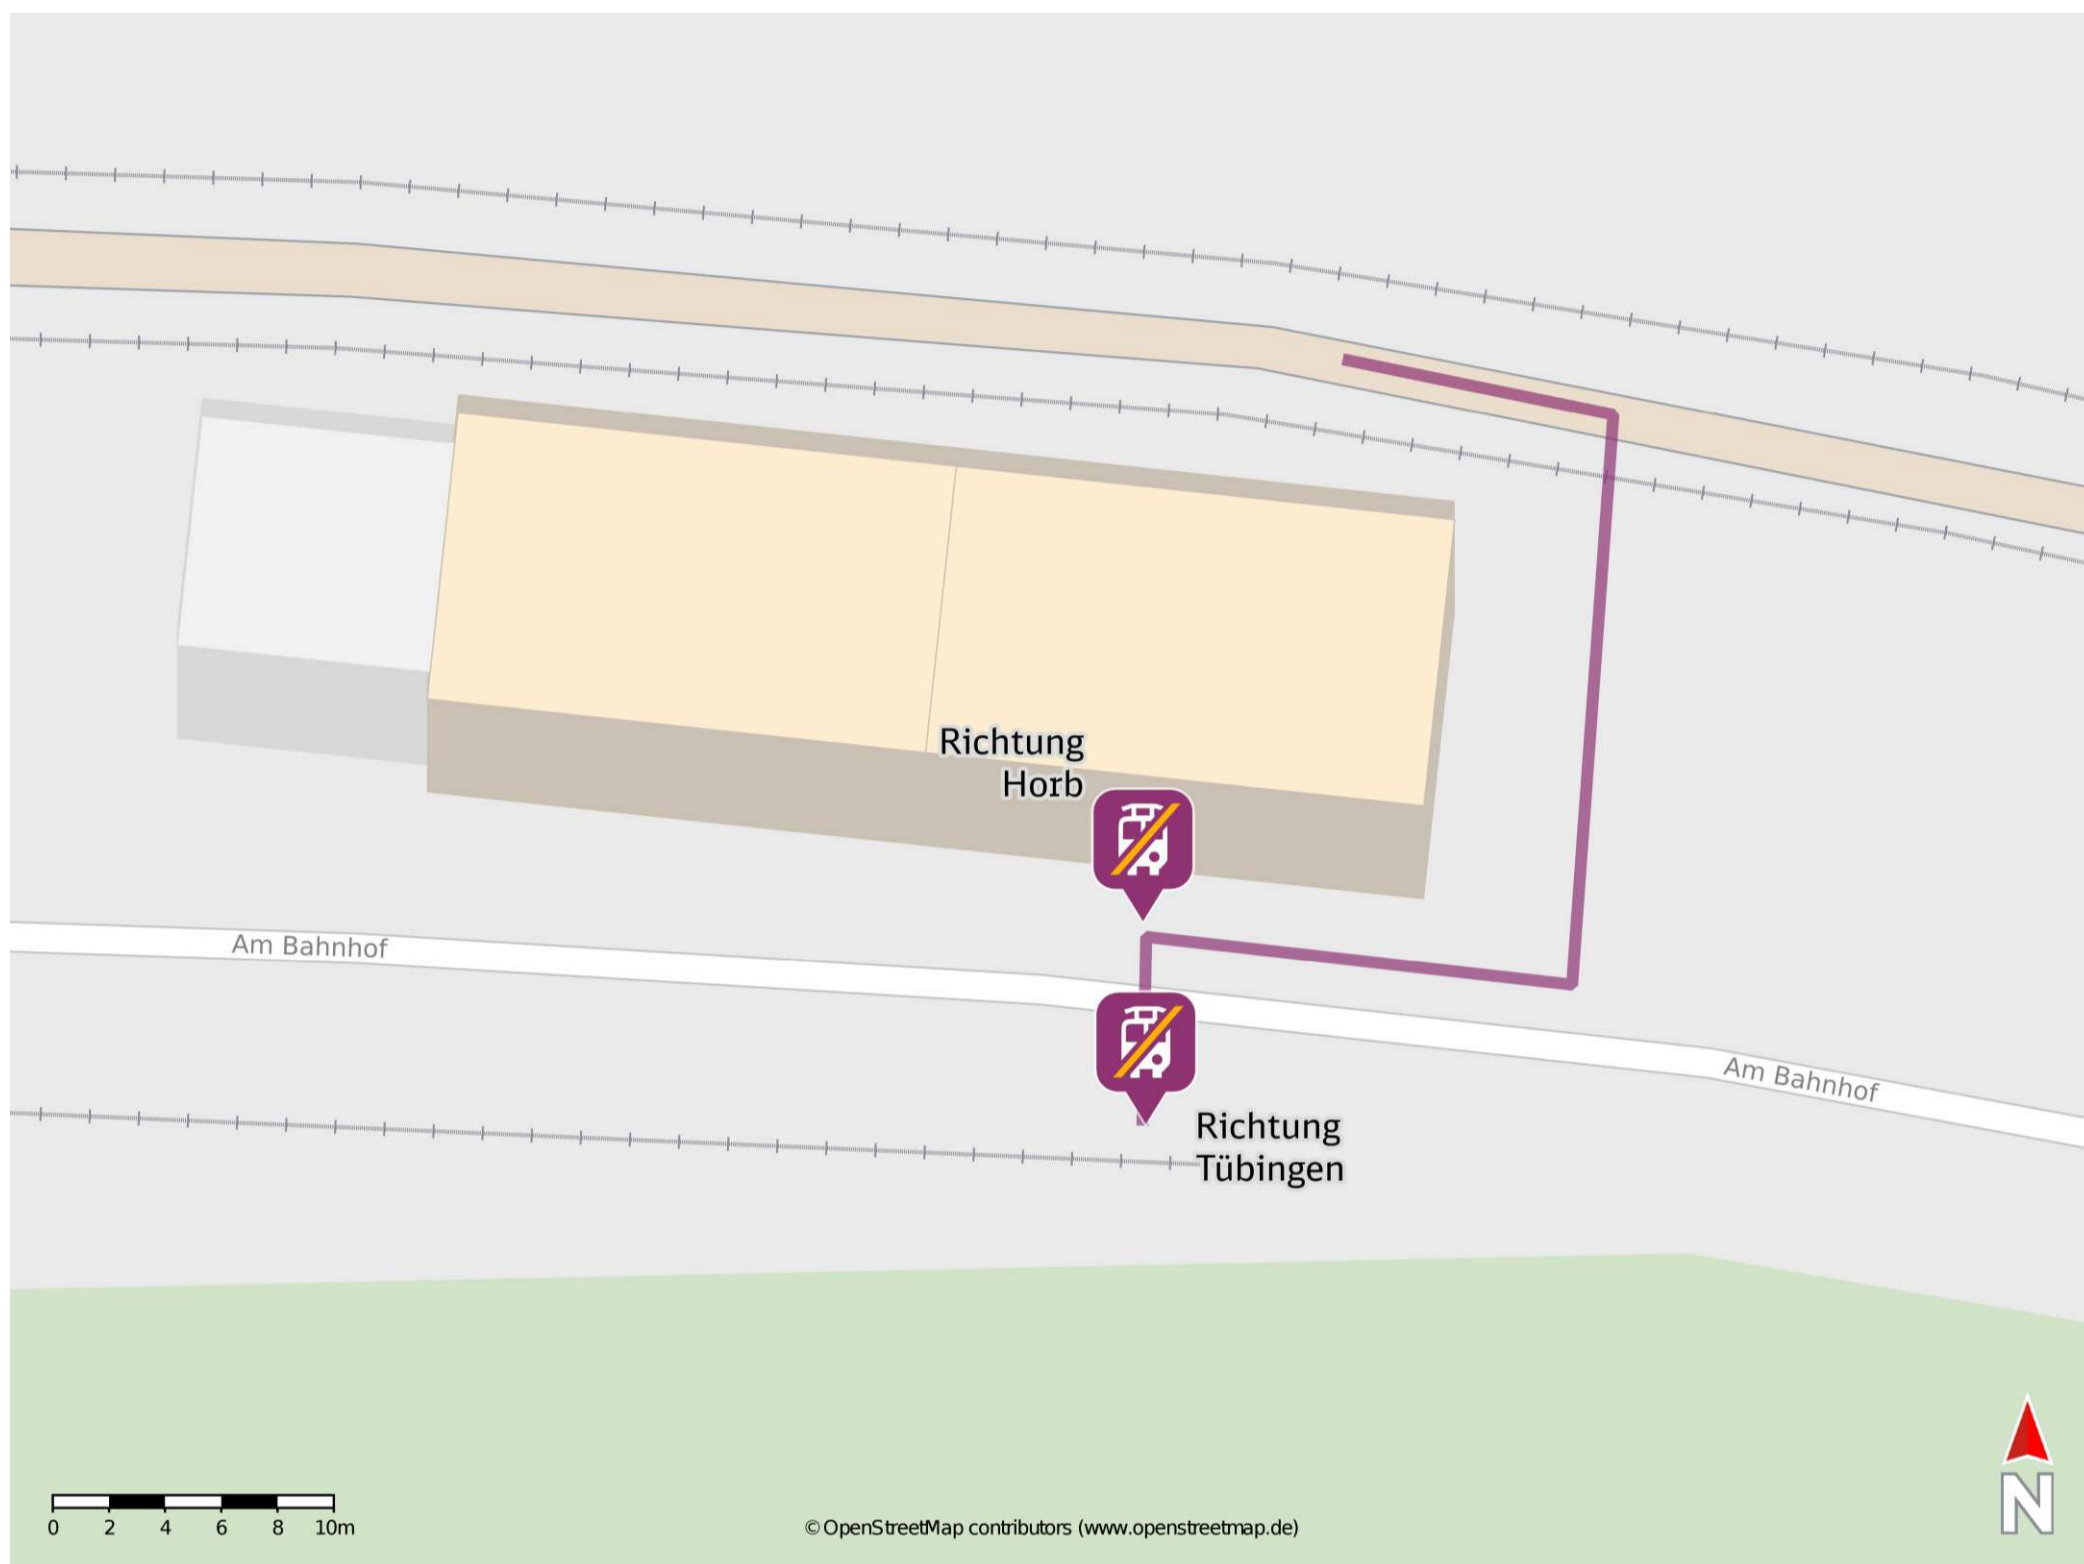 Richtung
Horb
Am Bahnhof
Am Bahnhof
Richtung
Tübingen
0 2 4 6 8 10m
© OpenStreetMap contributors (www.openstreetmap.de)
N